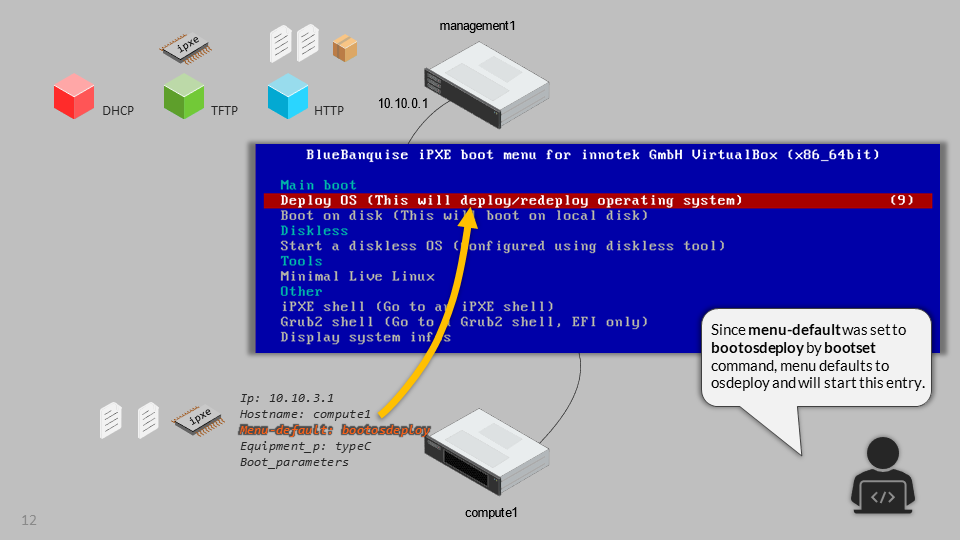 management1
ipxe
DHCP
TFTP
HTTP
10.10.0.1
BlueBanquise iPXE boot menu for innotek GmbH VirtualBox (x86_64bit)
Main boot
Deploy OS (This will deploy/redeploy operating system) (9)
Boot on disk (This will boot on local disk)
Diskless
Start a diskless OS (configured using diskless tool)
Tools
Minimal Live Linux
Other
iPXE shell (Go to an iPXE shell)
Grub2 shell (Go to a Grub2 shell, EFI only)
Display system infos
Since menu-default was set to
bootosdeploy by bootset
command, menu defaults to
osdeploy and will start this entry.
ipxe
Ip: 10.10.3.1
Hostname: compute1
Menu-default: bootosdeploy
Equipment_p: typeC
Boot_parameters
compute1
</>
12